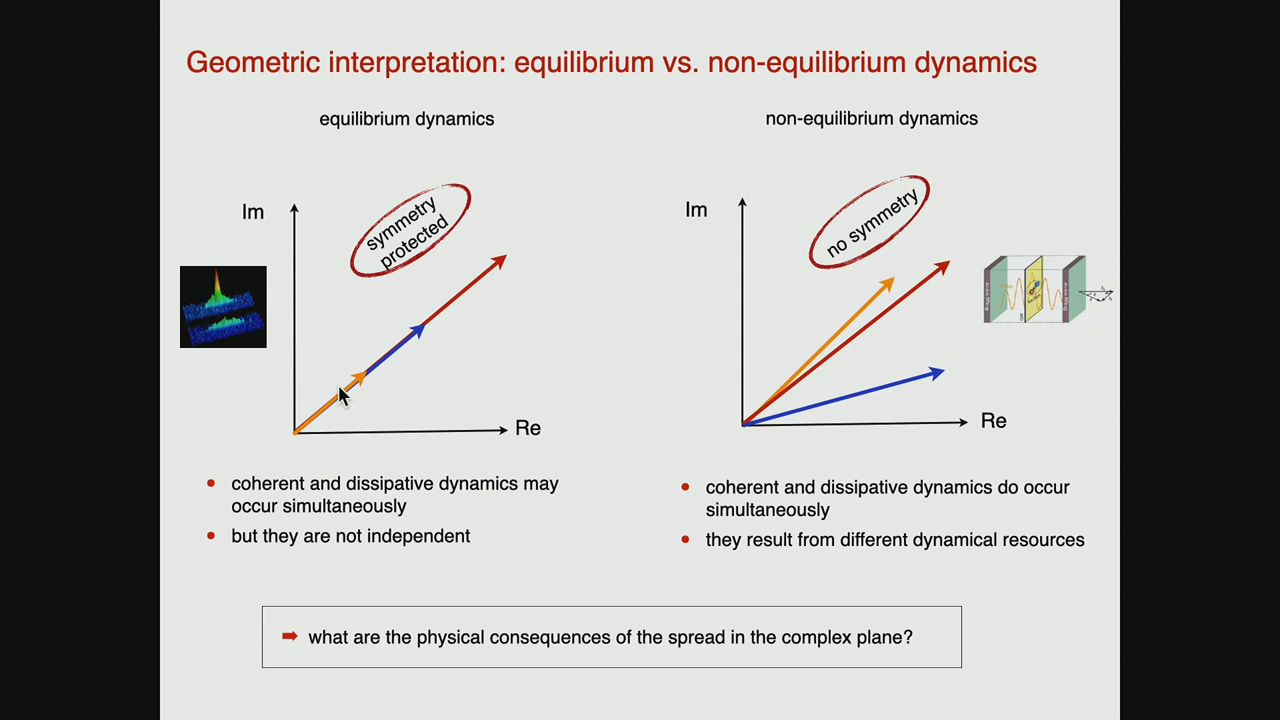 Geometric interpretation: equilibrium vs. non-equilibrium dynamics
equilibrium dynamics
non-equilibrium dynamics
Im
symmetry
protected
Re
Im
no symmetry
Re
• coherent and dissipative dynamics may
occur simultaneously
• but they are not independent
• coherent and dissipative dynamics do occur
simultaneously
• they result from different dynamical resources
➡ what are the physical consequences of the spread in the complex plane?